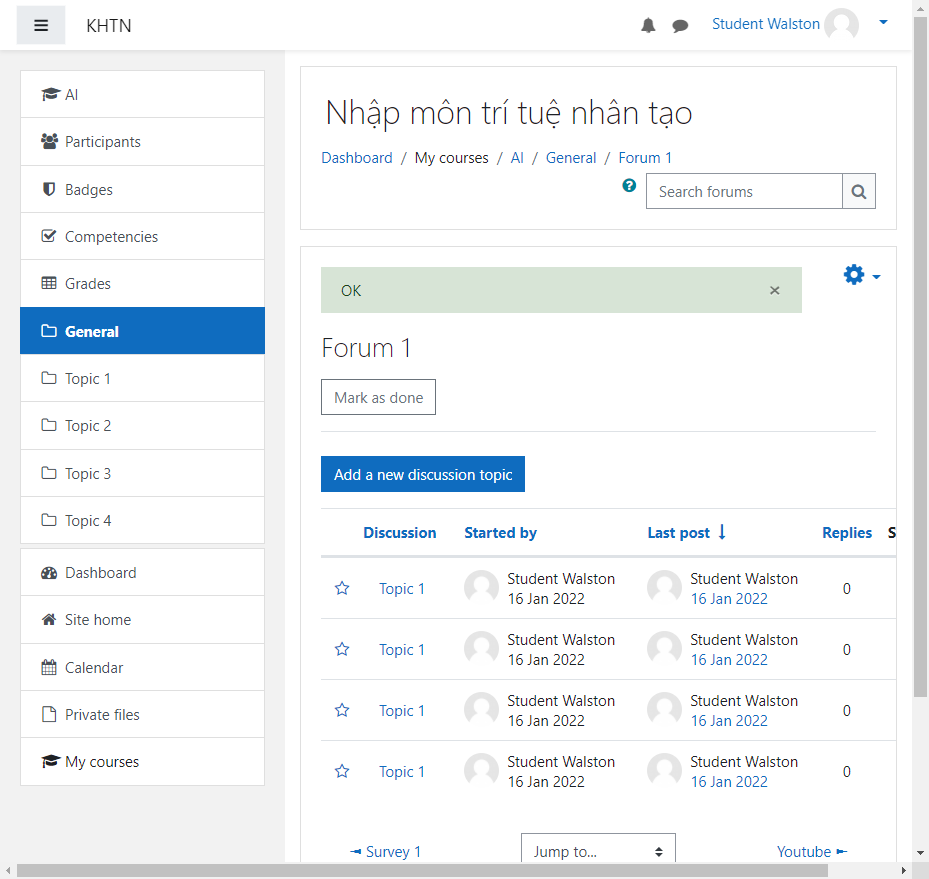 KHTN
Student Walston
AI
Participants
Badges
Competencies
Grades
General
Topic 1
Topic 2
Topic 3
Topic 4
Dashboard
Site home
Calendar
Private files
My courses
Nhập môn trí tuệ nhân tạo
Dashboard / My courses / AI / General / Forum 1
Search forums
OK ×
Forum 1
Mark as done
Add a new discussion topic
Discussion Started by Last post ↓ Replies S
Topic 1 Student Walston Student Walston 0
16 Jan 2022 16 Jan 2022
Topic 1 Student Walston Student Walston 0
16 Jan 2022 16 Jan 2022
Topic 1 Student Walston Student Walston 0
16 Jan 2022 16 Jan 2022
Topic 1 Student Walston Student Walston 0
16 Jan 2022 16 Jan 2022
◄ Survey 1 Jump to... Youtube ►